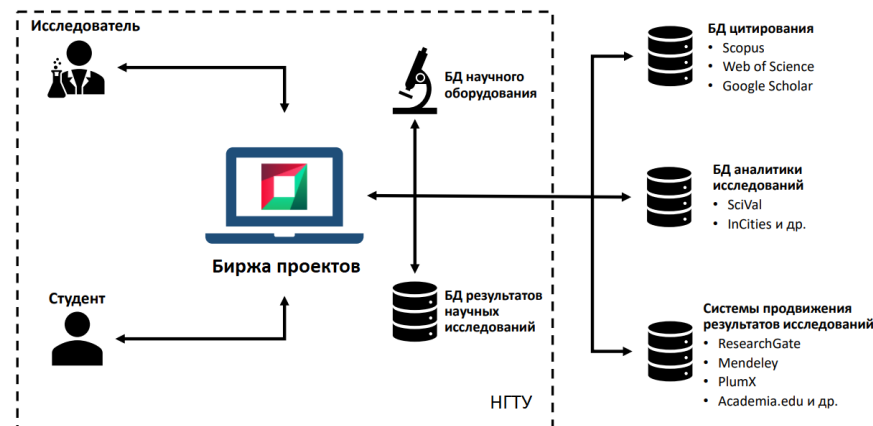 Исследователь
БД научного
оборудования
Биржа проектов
Студент
БД результатов
научных
исследований
НГТУ
БД цитирования
• Scopus
• Web of Science
• Google Scholar
БД аналитики
исследований
• SciVal
• InCities и др.
Системы продвижения
результатов исследований
• ResearchGate
• Mendeley
• PlumX
• Academia.edu и др.